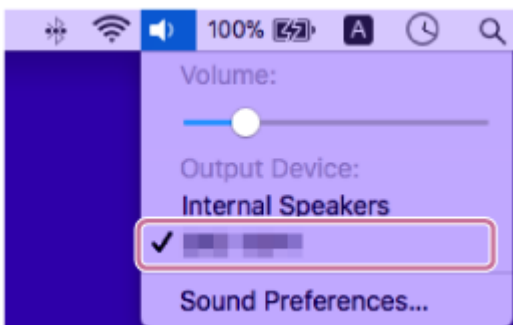 100% A
Volume:
Output Device:
Internal Speakers
Sound Preferences...